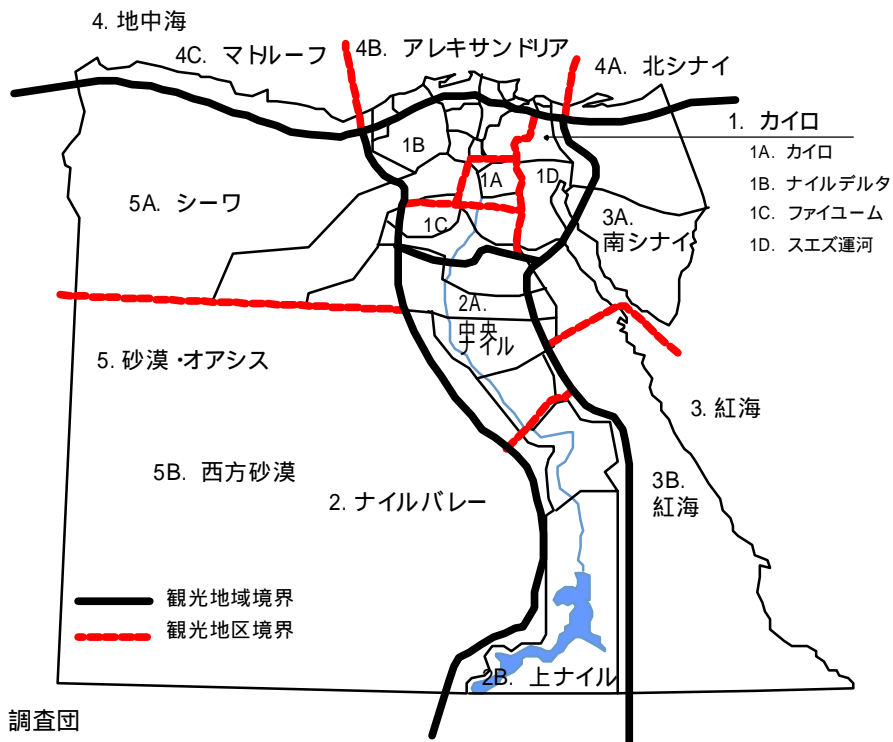 4. 地中海
4C. マトルーフ
4B. アレキサンドリア
4A. 北シナイ
1. カイロ
1A. カイロ
1B. ナイルデルタ
1C. ファイユーム
1D. スエズ運河
1B
1A
1D
1C
5A. シーワ
3A.
南シナイ
2A.
中央
ナイル
5. 砂漠・オアシス
3. 紅海
5B. 西方砂漠
2. ナイルバレー
3B.
紅海
観光地域境界
観光地区境界
2B. 上ナイル
調査団